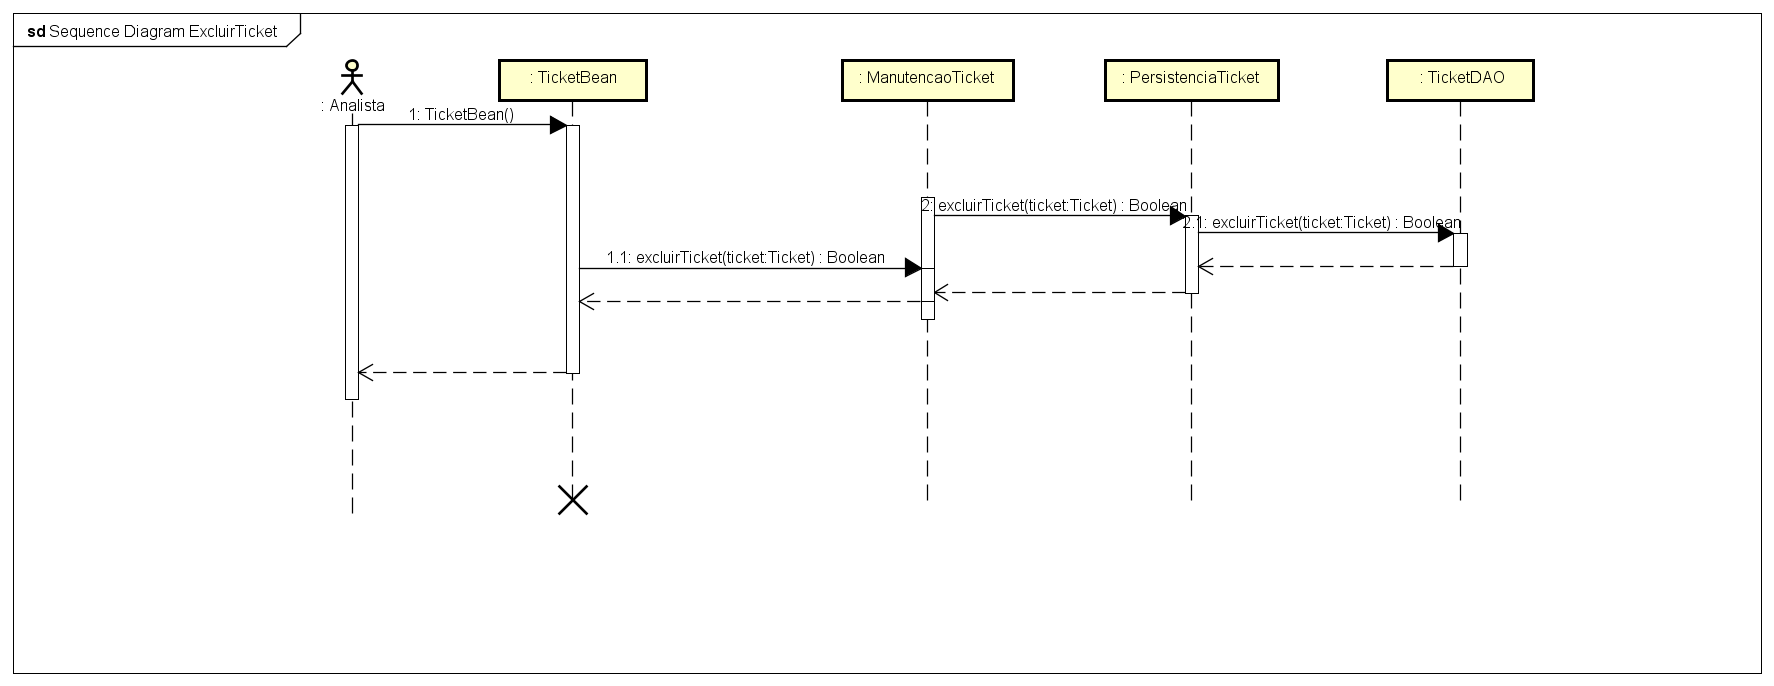 sd Sequence Diagram ExcluirTicket
: Analista
: TicketBean
: ManutencaoTicket
: PersistenciaTicket
: TicketDAO
1: TicketBean()
2: excluirTicket(ticket:Ticket) : Boolean
2.1: excluirTicket(ticket:Ticket) : Boolean
1.1: excluirTicket(ticket:Ticket) : Boolean